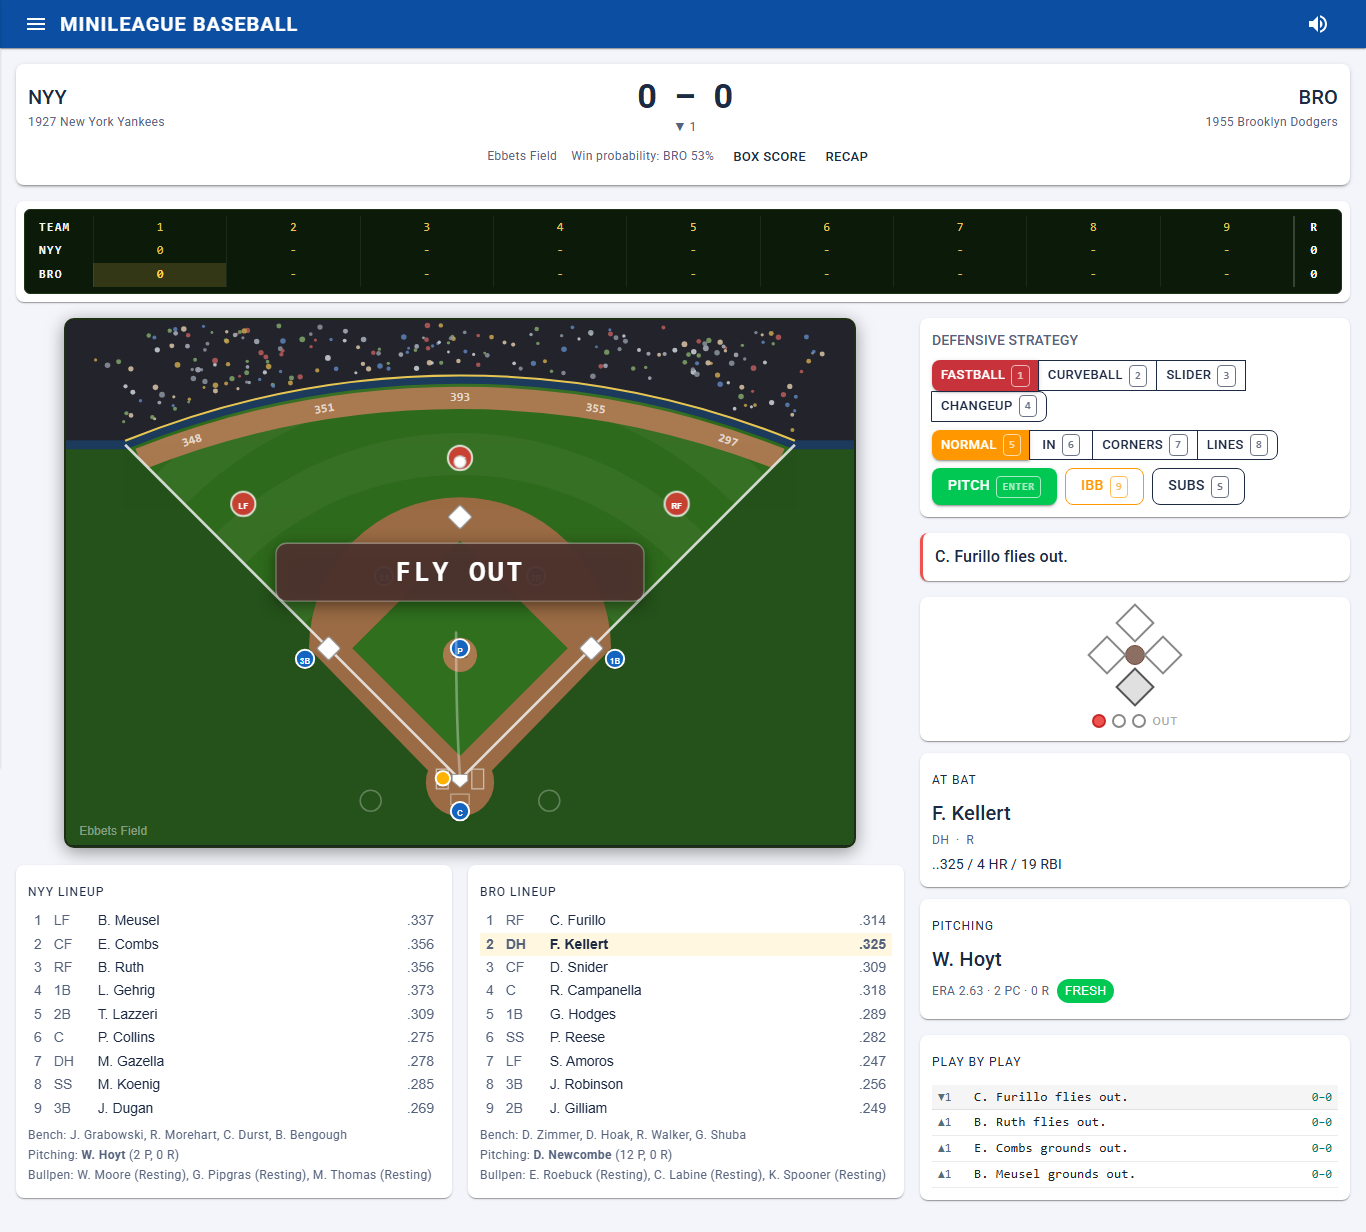 MINILEAGUE BASEBALL
NYY
1927 New York Yankees
0 – 0
▼ 1
BRO
1955 Brooklyn Dodgers
Ebbets Field Win probability: BRO 53% BOX SCORE RECAP
TEAM 1 2 3 4 5 6 7 8 9 R
NYY 0 - - - - - - - - 0
BRO 0 - - - - - - - - 0
348 351 393 355 297
LF RF
FLY OUT
3B P 1B
C
Ebbets Field
DEFENSIVE STRATEGY
FASTBALL 1 CURVEBALL 2 SLIDER 3
CHANGEUP 4
NORMAL 5 IN 6 CORNERS 7 LINES 8
PITCH ENTER IBB 9 SUBS S
C. Furillo flies out.
OUT
AT BAT
F. Kellert
DH · R
..325 / 4 HR / 19 RBI
PITCHING
W. Hoyt
ERA 2.63 · 2 PC · 0 R FRESH
PLAY BY PLAY
▼1 C. Furillo flies out. 0–0
▲1 B. Ruth flies out. 0–0
▲1 E. Combs grounds out. 0–0
▲1 B. Meusel grounds out. 0–0
NYY LINEUP
1 LF B. Meusel .337
2 CF E. Combs .356
3 RF B. Ruth .356
4 1B L. Gehrig .373
5 2B T. Lazzeri .309
6 C P. Collins .275
7 DH M. Gazella .278
8 SS M. Koenig .285
9 3B J. Dugan .269
Bench: J. Grabowski, R. Morehart, C. Durst, B. Bengough
Pitching: W. Hoyt (2 P, 0 R)
Bullpen: W. Moore (Resting), G. Pipgras (Resting), M. Thomas (Resting)
BRO LINEUP
1 RF C. Furillo .314
2 DH F. Kellert .325
3 CF D. Snider .309
4 C R. Campanella .318
5 1B G. Hodges .289
6 SS P. Reese .282
7 LF S. Amoros .247
8 3B J. Robinson .256
9 2B J. Gilliam .249
Bench: D. Zimmer, D. Hoak, R. Walker, G. Shuba
Pitching: D. Newcombe (12 P, 0 R)
Bullpen: E. Roebuck (Resting), C. Labine (Resting), K. Spooner (Resting)